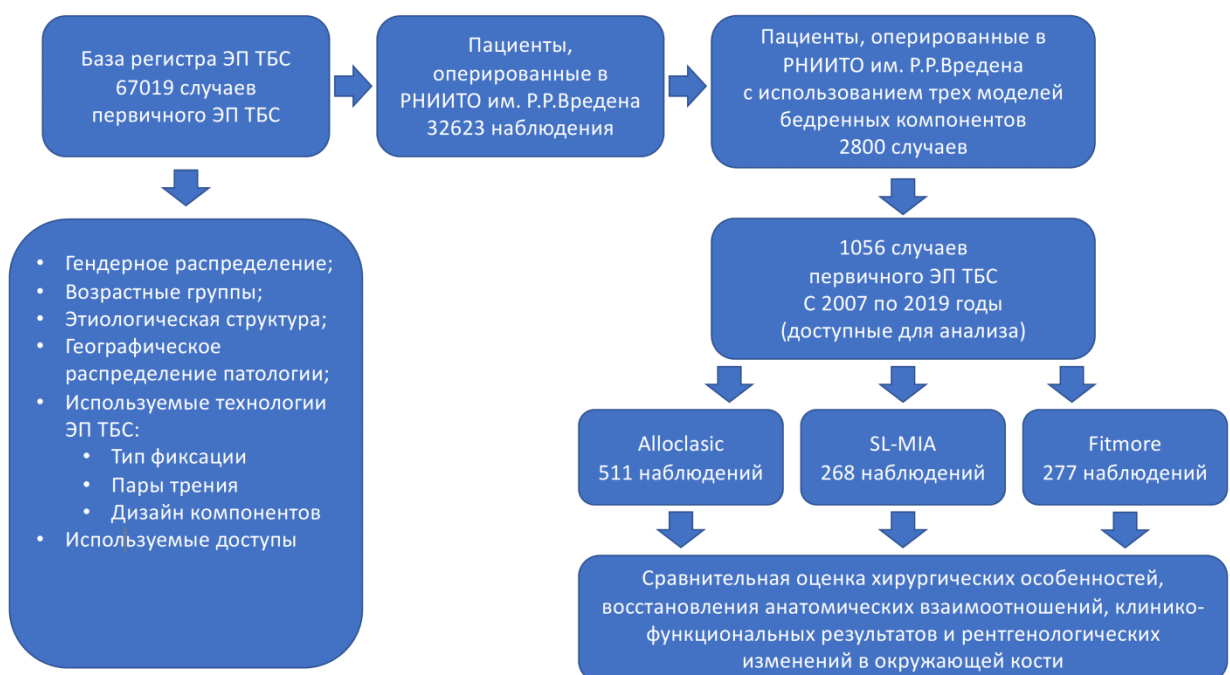 База регистра ЭП ТБС
67019 случаев
первичного ЭП ТБС
Пациенты,
оперированные в
РНИИТО им. Р.Р.Вредена
32623 наблюдения
Пациенты, оперированные в
РНИИТО им. Р.Р.Вредена
с использованием трех моделей
бедренных компонентов
2800 случаев
• Гендерное распределение;
• Возрастные группы;
• Этиологическая структура;
• Географическое
распределение патологии;
• Используемые технологии
ЭП ТБС:
• Тип фиксации
• Пары трения
• Дизайн компонентов
• Используемые доступы
1056 случаев
первичного ЭП ТБС
С 2007 по 2019 годы
(доступные для анализа)
Alloclasic
511 наблюдений
SL-MIA
268 наблюдений
Fitmore
277 наблюдений
Сравнительная оценка хирургических особенностей,
восстановления анатомических взаимоотношений, клинико-
функциональных результатов и рентгенологических
изменений в окружающей кости